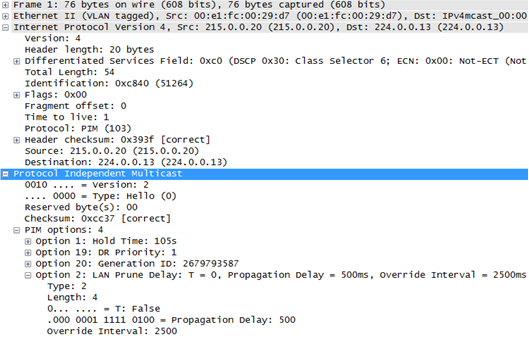 Frame 1: 76 bytes on wire (608 bits), 76 bytes captured (608 bits)
Ethernet II (VLAN tagged), Src: 00:e1:fc:00:29:d7 (00:e1:fc:00:29:d7), Dst: IPv4mcast_00:00
Internet Protocol Version 4, Src: 215.0.0.20 (215.0.0.20), Dst: 224.0.0.13 (224.0.0.13)
Version: 4
Header length: 20 bytes
Differentiated Services Field: 0xc0 (DSCP 0x30: Class Selector 6; ECN: 0x00: Not-ECT (Not
Total Length: 54
Identification: 0xc840 (51264)
Flags: 0x00
Fragment offset: 0
Time to live: 1
Protocol: PIM (103)
Header checksum: 0x393f [correct]
Source: 215.0.0.20 (215.0.0.20)
Destination: 224.0.0.13 (224.0.0.13)
Protocol Independent Multicast
0010 .... = Version: 2
.... 0000 = Type: Hello (0)
Reserved byte(s): 00
Checksum: 0xcc37 [correct]
PIM options: 4
Option 1: Hold Time: 105s
Option 19: DR Priority: 1
Option 20: Generation ID: 2679793587
Option 2: LAN Prune Delay: T = 0, Propagation Delay = 500ms, Override Interval = 2500ms
Type: 2
Length: 4
0... .... = T: False
.000 0001 1111 0100 = Propagation Delay: 500
Override Interval: 2500